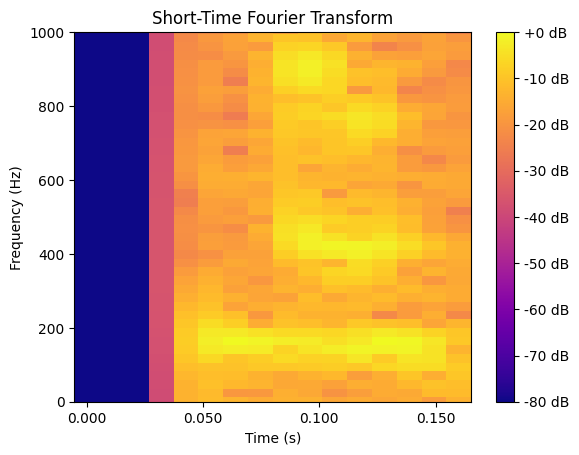 Short-Time Fourier Transform
1000
800
600
400
200
0
Frequency (Hz)
0.000
0.050
0.100
0.150
Time (s)
+0 dB
-10 dB
-20 dB
-30 dB
-40 dB
-50 dB
-60 dB
-70 dB
-80 dB